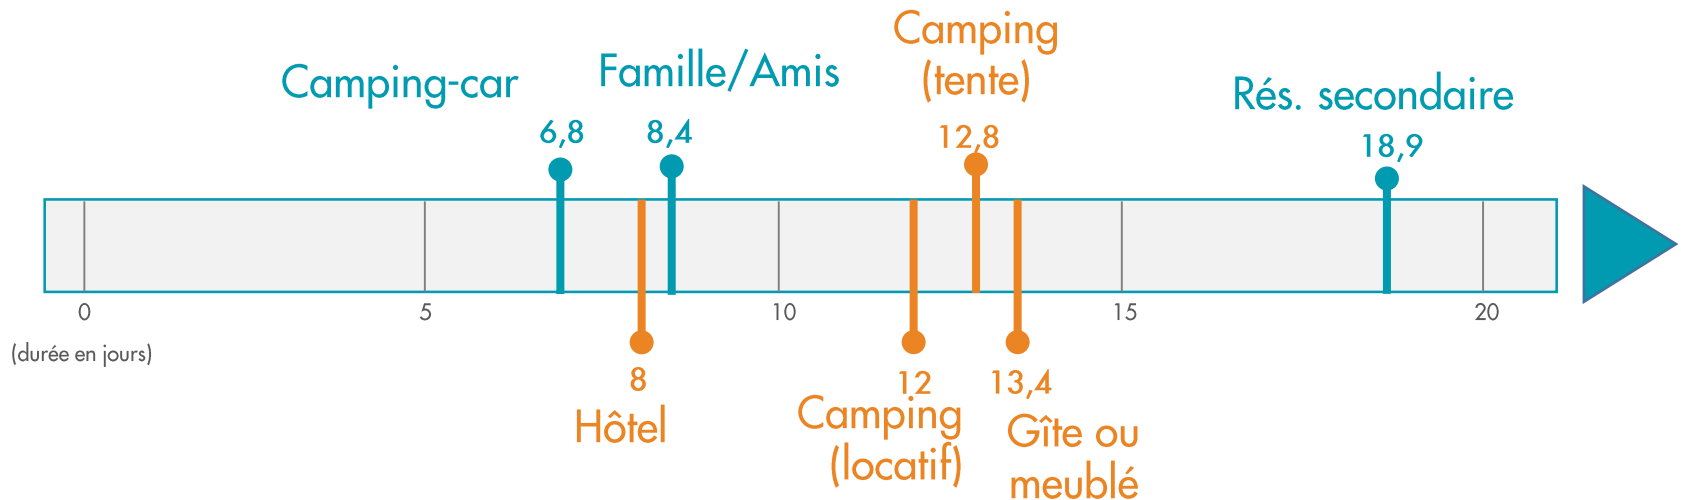 Camping-car
6,8
Famille/Amis
8,4
Camping
(tente)
12,8
Rés. secondaire
18,9
0
5
10
15
20
(durée en jours)
8
Hôtel
12
Camping
(locatif)
13,4
Gîte ou
meublé